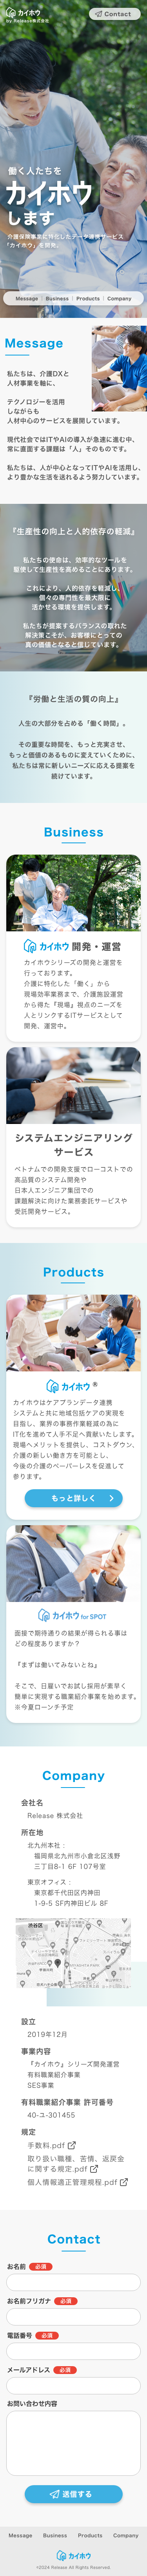 カイホウ
by Release株式会社
Contact
働く人たちを
カイホウ
します
介護保険事業に特化したデータ連携サービス
「カイホウ」を開発。
Message | Business | Products | Company
Message
私たちは、介護DXと
人材事業を軸に、
テクノロジーを活用
しながらも
人材中心のサービスを展開しています。
現代社会ではITやAIの導入が急速に進む中、
常に直面する課題は「人」そのものです。
私たちは、人が中心となってITやAIを活用し、
より豊かな生活を送れるよう努力しています。
『生産性の向上と人的依存の軽減』
私たちの使命は、効率的なツールを
駆使して生産性を高めることにあります。
これにより、人的依存を軽減し、
個々の専門性を最大限に
活かせる環境を提供します。
私たちが提案するバランスの取れた
解決策こそが、お客様にとっての
真の価値となると信じています。
『労働と生活の質の向上』
人生の大部分を占める「働く時間」。
その重要な時間を、もっと充実させ、
もっと価値のあるものに変えていくために、
私たちは常に新しいニーズに応える提案を
続けています。
Business
カイホウ 開発・運営
カイホウシリーズの開発と運営を
行っております。
介護に特化した「働く」から
現場効率業務まで、介護施設運営
から得た『現場』視点のニーズを
人とリンクするITサービスとして
開発、運営中。
システムエンジニアリング
サービス
ベトナムでの開発支援でローコストでの
高品質のシステム開発や
日本人エンジニア集団での
課題解決に向けた業務委託サービスや
受託開発サービス。
Products
カイホウ®
カイホウはケアプランデータ連携
システムと共に地域包括ケアの実現を
目指し、業界の事務作業軽減の為に
IT化を進めて人手不足へ貢献いたします。
現場へメリットを提供し、コストダウン、
介護の新しい働き方を可能とし、
今後の介護のペーパーレスを促進して
参ります。
もっと詳しく
カイホウ for SPOT
面接で期待通りの結果が得られる事は
どの程度ありますか？
『まずは働いてみないとね』
そこで、日雇いでお試し採用が素早く
簡単に実現する職業紹介事業を始めます。
※今夏ローンチ予定
Company
会社名
Release 株式会社
所在地
北九州本社：
福岡県北九州市小倉北区浅野
三丁目8-1 6F 107号室
東京オフィス：
東京都千代田区内神田
1-9-5 SF内神田ビル 8F
渋谷区
設立
2019年12月
事業内容
『カイホウ』シリーズ開発運営
有料職業紹介事業
SES事業
有料職業紹介事業 許可番号
40-ユ-301455
規定
手数料.pdf
取り扱い職種、苦情、返戻金
に関する規定.pdf
個人情報適正管理規程.pdf
Contact
お名前 必須
お名前フリガナ 必須
電話番号 必須
メールアドレス 必須
お問い合わせ内容
送信する
Message Business Products Company
カイホウ
©2024 Release All Rights Reserved.